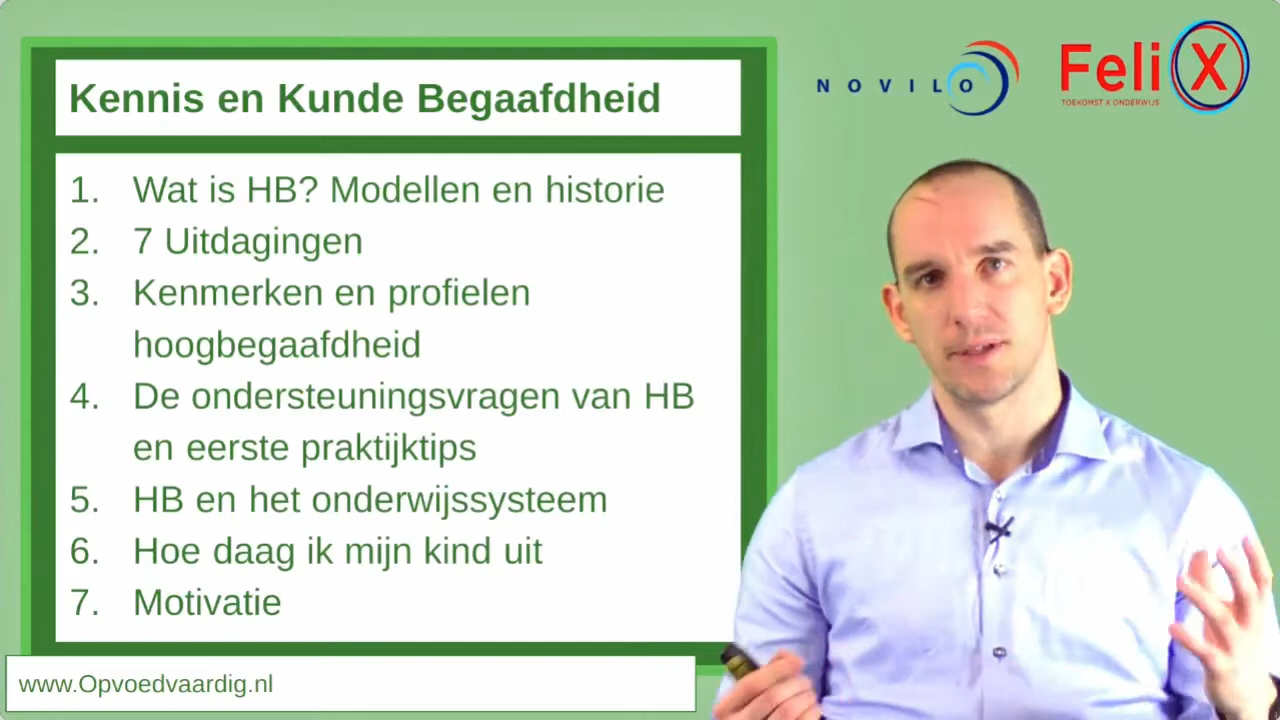 Kennis en Kunde Begaafdheid
NOVILO
FeliX
TOEKOMST X ONDERWIJS
1. Wat is HB? Modellen en historie
2. 7 Uitdagingen
3. Kenmerken en profielen
hoogbegaafdheid
4. De ondersteuningsvragen van HB
en eerste praktijktips
5. HB en het onderwijssysteem
6. Hoe daag ik mijn kind uit
7. Motivatie
www.Opvoedvaardig.nl